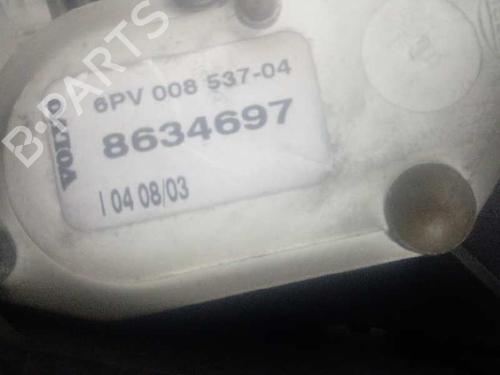 B-PARTS
VOLVO
6PV 008 537-04
8634697
I 04 08/03